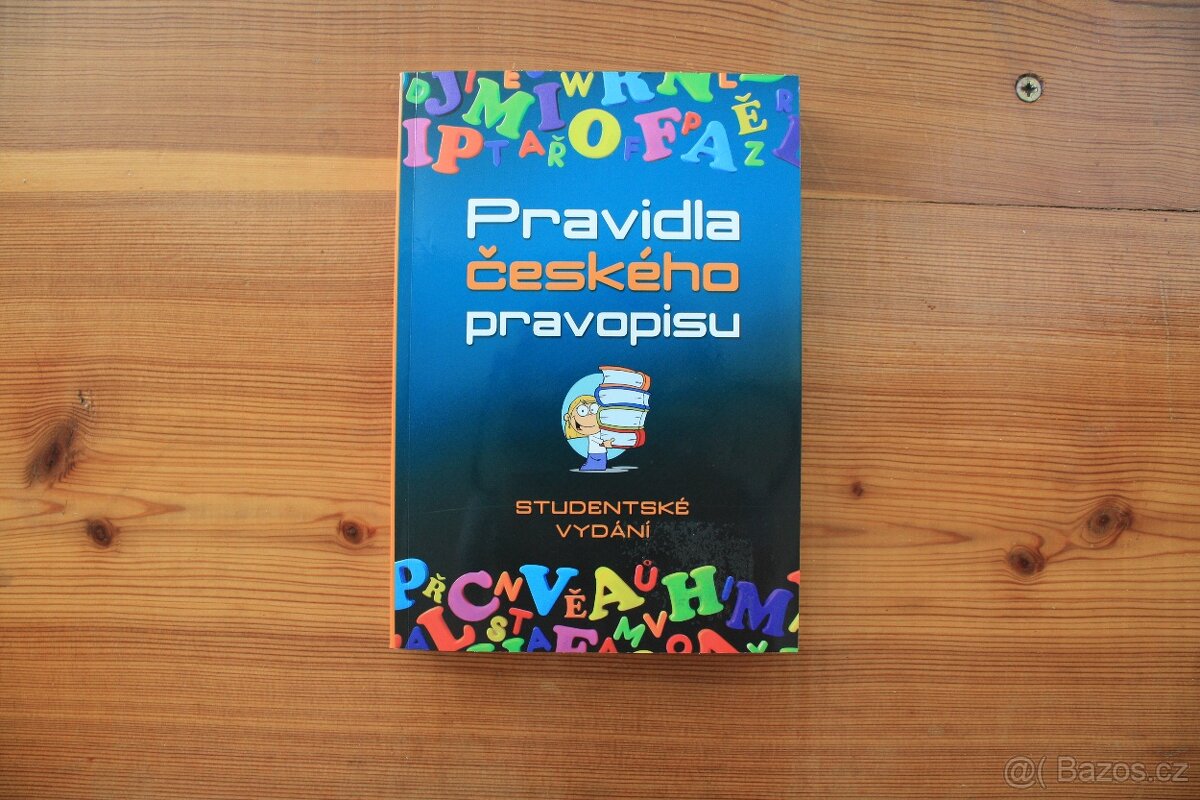 Pravidla
českého
pravopisu
STUDENTSKÉ
VYDÁNÍ
@( Bazos.cz